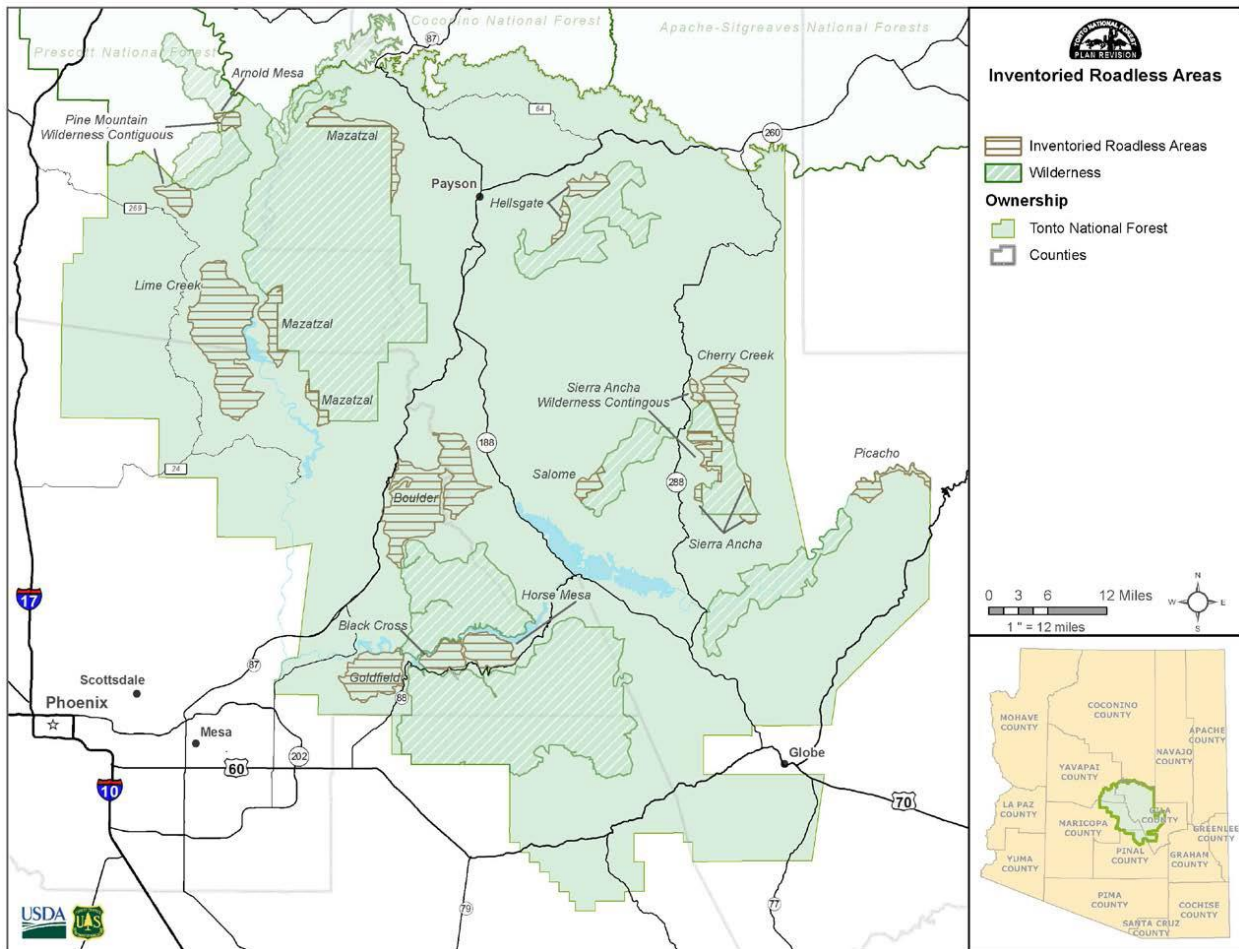 Prescott National Forest
Coconino National Forest
Apache-Sitgreaves National Forests
87
Arnold Mesa
Pine Mountain
Wilderness Contiguous
Mazatzal
64
260
Payson
Hellsgate
269
Lime Creek
Mazatzal
Cherry Creek
Sierra Ancha
Wilderness Contingous
Mazatzal
188
24
Salome
288
Picacho
Boulder
Sierra Ancha
17
Horse Mesa
Black Cross
87
Goldfield
88
Scottsdale
Phoenix
Mesa
202
60
10
Globe
70
79
77
USDA
U S
TONTO NATIONAL FOREST
PLAN REVISION
Inventoried Roadless Areas
Inventoried Roadless Areas
Wilderness
Ownership
Tonto National Forest
Counties
0 3 6 12 Miles
1 " = 12 miles
N
W E
S
MOHAVE
COUNTY
COCONINO
COUNTY
APACHE
COUNTY
NAVAJO
COUNTY
YAVAPAI
COUNTY
LA PAZ
COUNTY
GILA
COUNTY
MARICOPA
COUNTY
GREENLEE
COUNTY
PINAL
COUNTY
GRAHAM
COUNTY
YUMA
COUNTY
PIMA
COUNTY
COCHISE
COUNTY
SANTA CRUZ
COUNTY